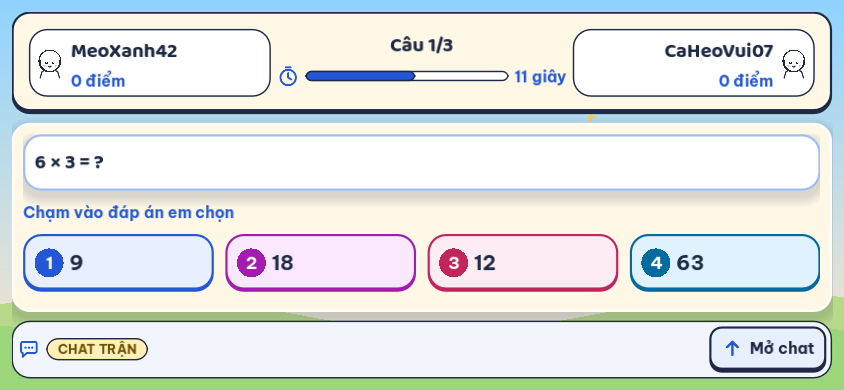 MeoXanh42
0 điểm
Câu 1/3
11 giây
CaHeoVui07
0 điểm
6 × 3 = ?
Chạm vào đáp án em chọn
1 9
2 18
3 12
4 63
CHAT TRẬN
Mở chat